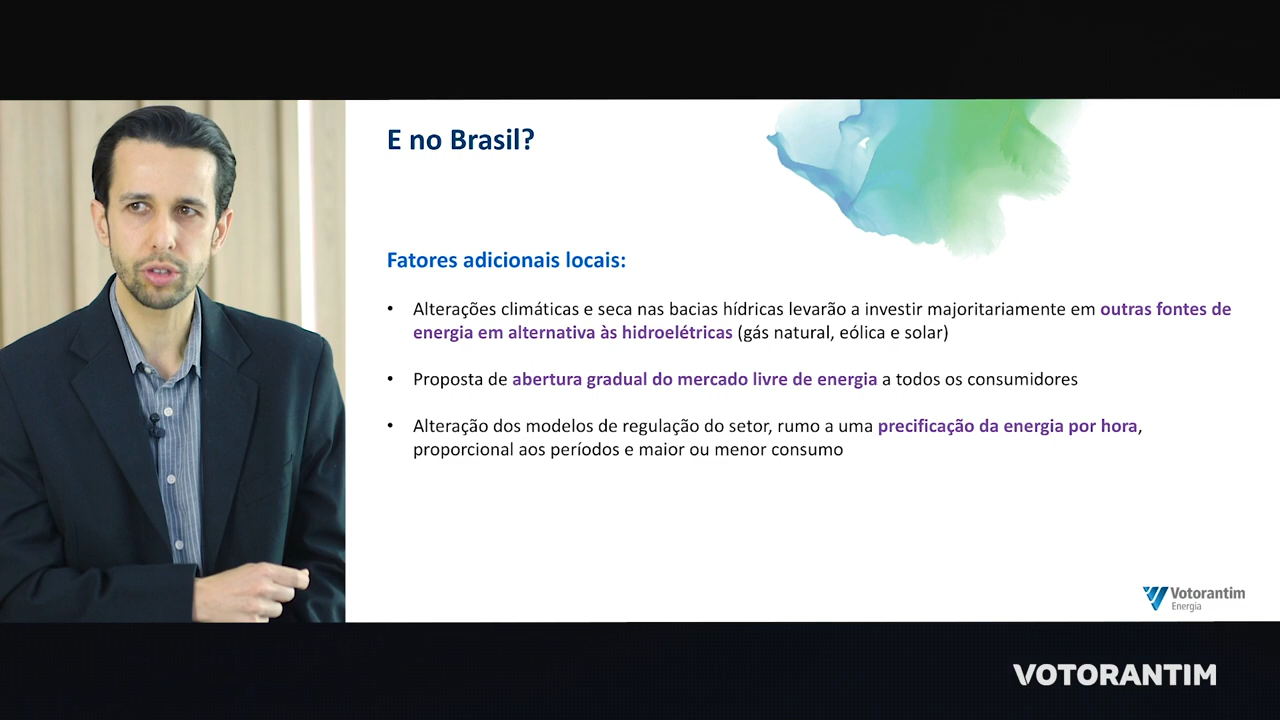 E no Brasil?
Fatores adicionais locais:
• Alterações climáticas e seca nas bacias hídricas levarão a investir majoritariamente em outras fontes de
energia em alternativa às hidroelétricas (gás natural, eólica e solar)
• Proposta de abertura gradual do mercado livre de energia a todos os consumidores
• Alteração dos modelos de regulação do setor, rumo a uma precificação da energia por hora,
proporcional aos períodos e maior ou menor consumo
Votorantim
Energia
VOTORANTIM